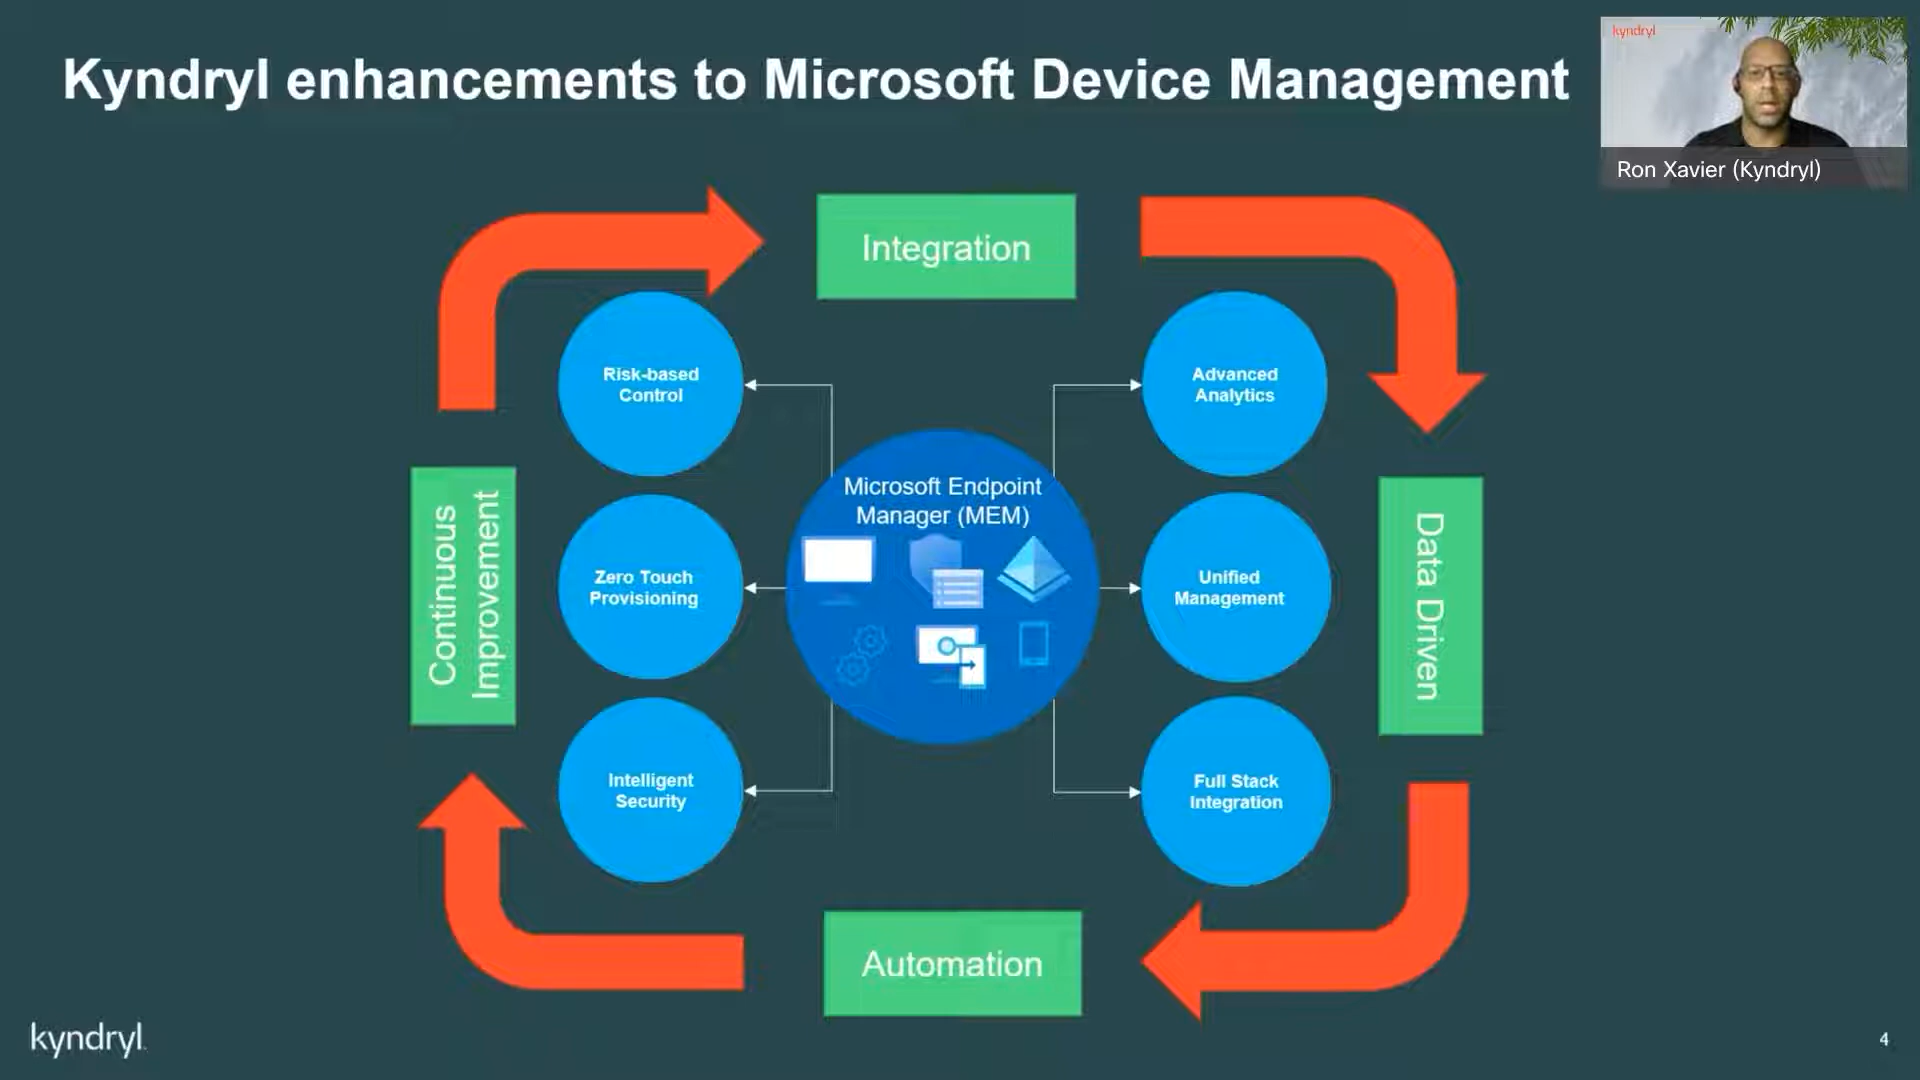 Kyndryl enhancements to Microsoft Device Management
kyndryl
Ron Xavier (Kyndryl)
Integration
Risk-based
Control
Advanced
Analytics
Microsoft Endpoint
Manager (MEM)
Continuous
Improvement
Zero Touch
Provisioning
Unified
Management
Data Driven
Intelligent
Security
Full Stack
Integration
Automation
kyndryl
4